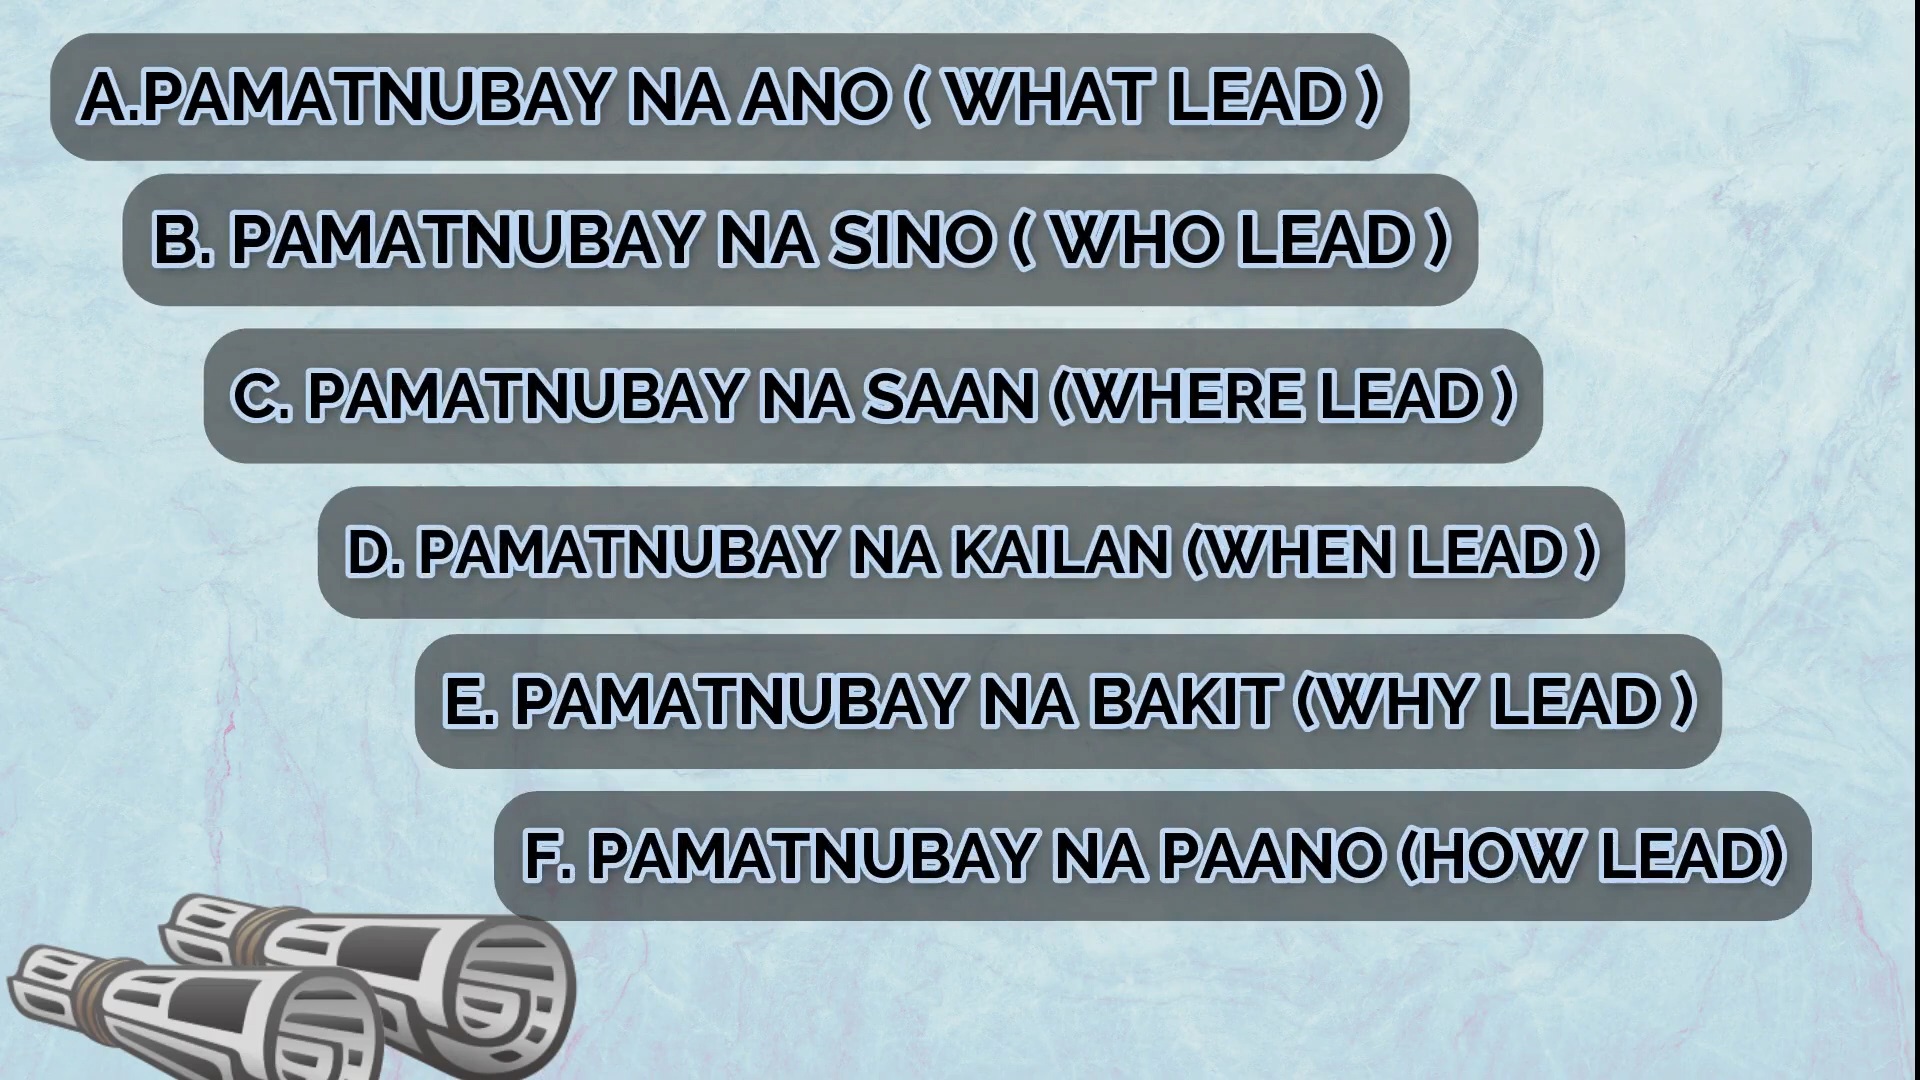 A.PAMATNUBAY NA ANO ( WHAT LEAD )
B. PAMATNUBAY NA SINO ( WHO LEAD )
C. PAMATNUBAY NA SAAN (WHERE LEAD )
D. PAMATNUBAY NA KAILAN (WHEN LEAD )
E. PAMATNUBAY NA BAKIT (WHY LEAD )
F. PAMATNUBAY NA PAANO (HOW LEAD)